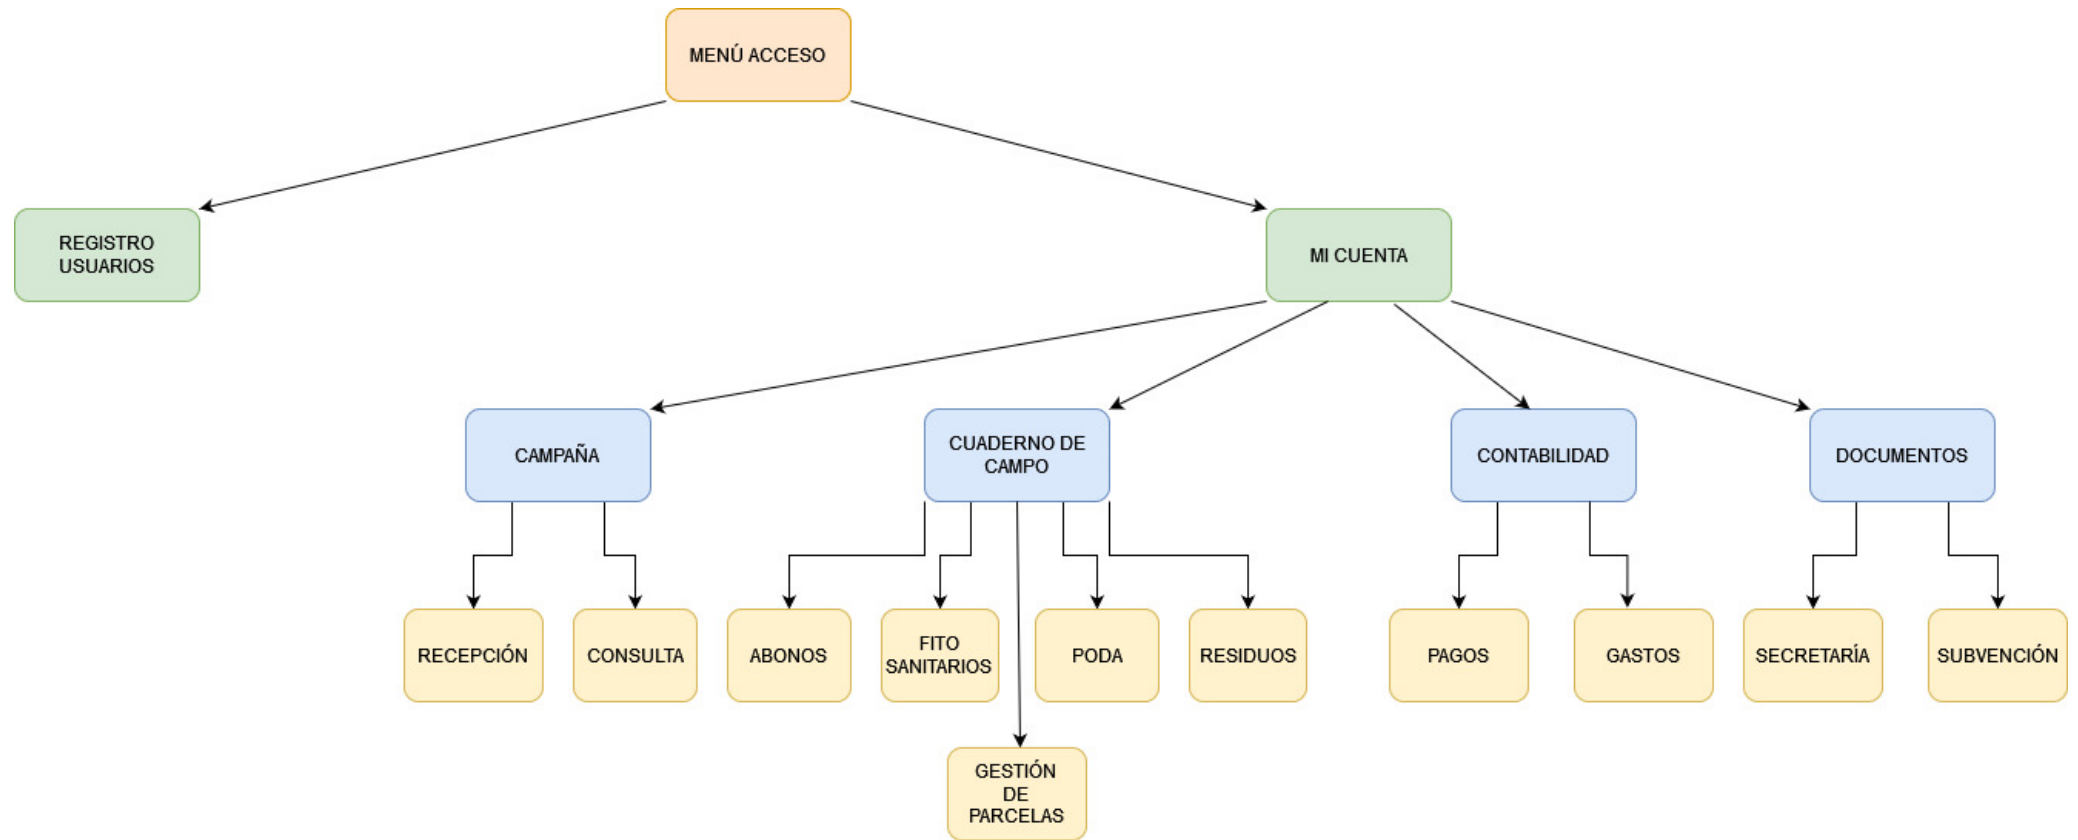 MENÚ ACCESO
REGISTRO
USUARIOS
MI CUENTA
CAMPAÑA
CUADERNO DE
CAMPO
CONTABILIDAD
DOCUMENTOS
RECEPCIÓN
CONSULTA
ABONOS
FITO
SANITARIOS
PODA
RESIDUOS
PAGOS
GASTOS
SECRETARÍA
SUBVENCIÓN
GESTIÓN
DE
PARCELAS